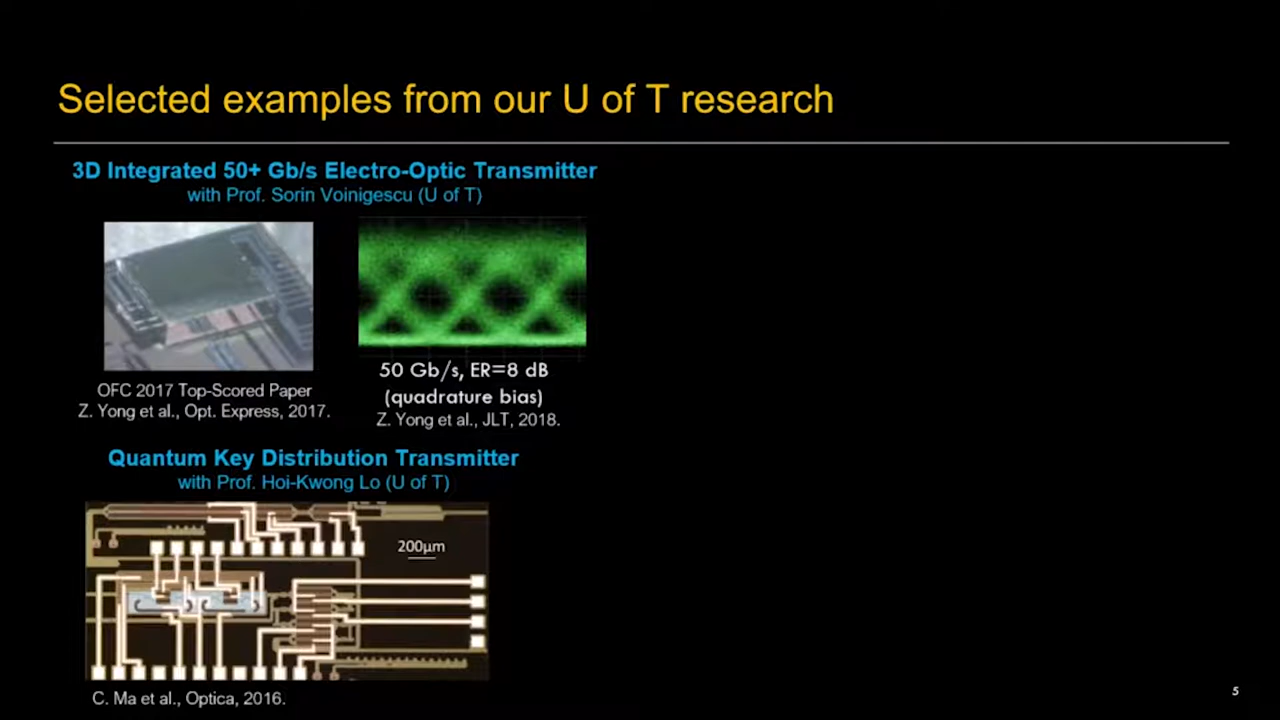 Selected examples from our U of T research
3D Integrated 50+ Gb/s Electro-Optic Transmitter
with Prof. Sorin Voinigescu (U of T)
OFC 2017 Top-Scored Paper
Z. Yong et al., Opt. Express, 2017.
50 Gb/s, ER=8 dB
(quadrature bias)
Z. Yong et al., JLT, 2018.
Quantum Key Distribution Transmitter
with Prof. Hoi-Kwong Lo (U of T)
200µm
C. Ma et al., Optica, 2016.
5